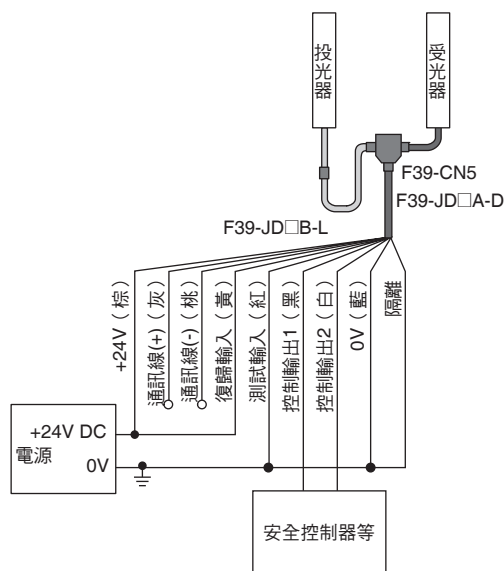 投光器
受光器
F39-CN5
F39-JD□A-D
F39-JD□B-L
+24V（棕）
通訊線(+)（灰）
通訊線(-)（桃）
復歸輸入（黃）
測試輸入（紅）
控制輸出1（黑）
控制輸出2（白）
0V（藍）
隔離
+24V DC
電源
0V
安全控制器等